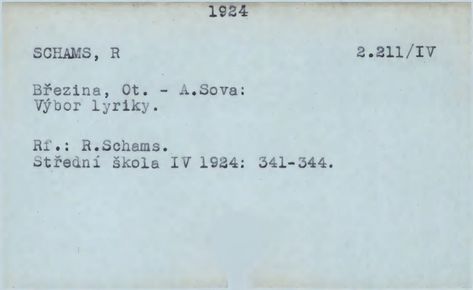 1924
SCHAMS, R 2.211/IV
Březina, Ot. - A.Sova:
Výbor lyriky.
Rf.: R.Schams.
Střední škola IV 1924: 341-344.